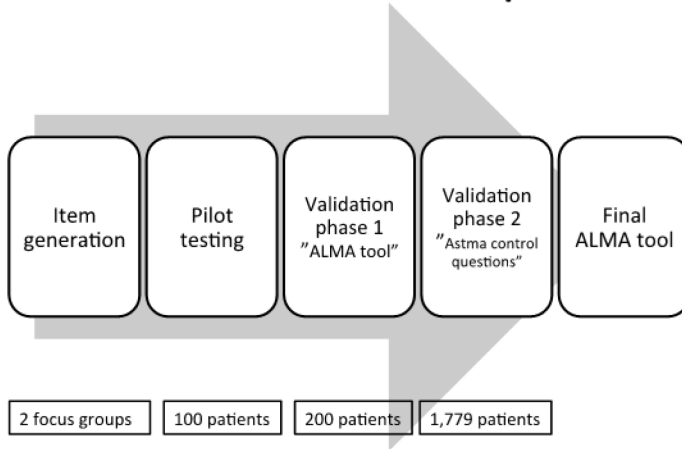 Item
generation
Pilot
testing
Validation
phase 1
”ALMA tool”
Validation
phase 2
”Astma control
questions”
Final
ALMA tool
2 focus groups
100 patients
200 patients
1,779 patients